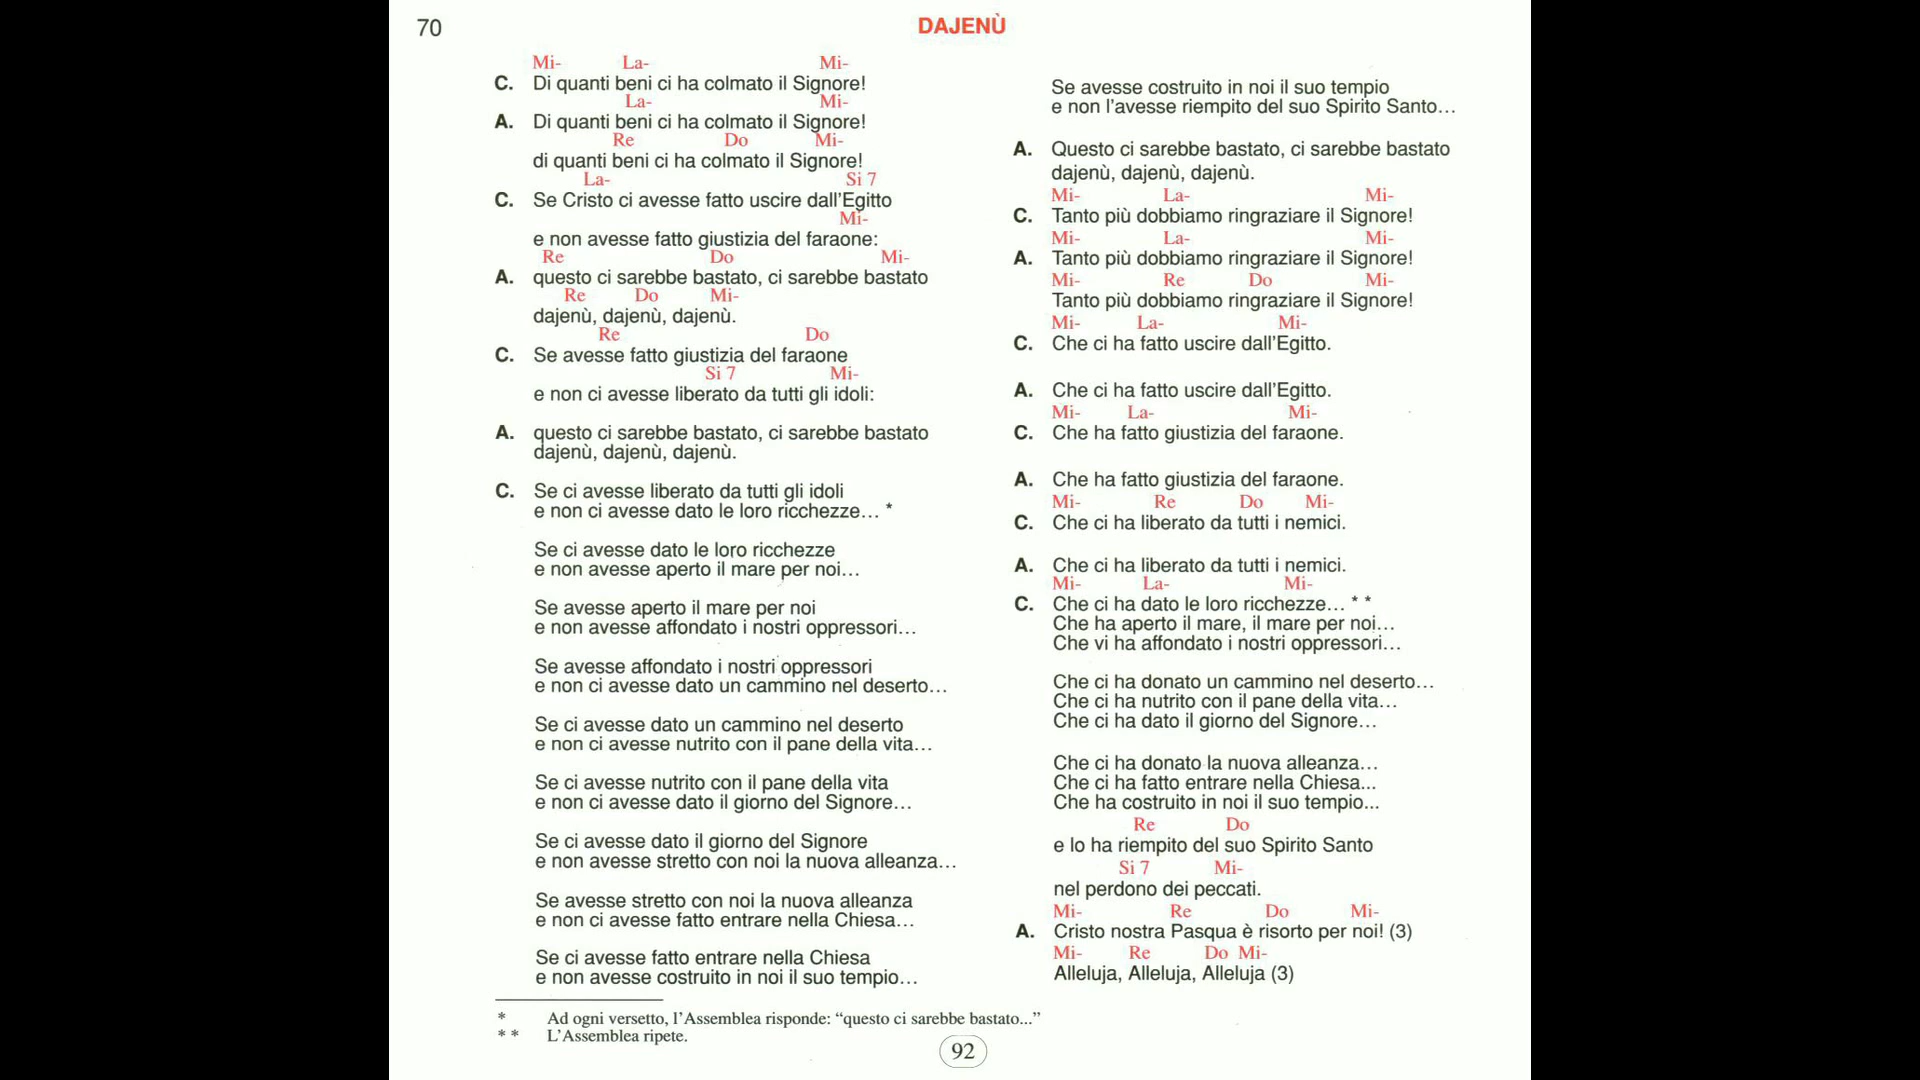 70
DAJENÙ
Mi- La- Mi-
C. Di quanti beni ci ha colmato il Signore!
La- Mi-
A. Di quanti beni ci ha colmato il Signore!
Re Do Mi-
di quanti beni ci ha colmato il Signore!
La- Si 7
C. Se Cristo ci avesse fatto uscire dall'Egitto
Mi-
e non avesse fatto giustizia del faraone:
Re Do Mi-
A. questo ci sarebbe bastato, ci sarebbe bastato
Re Do Mi-
dajenù, dajenù, dajenù.
Re Do
C. Se avesse fatto giustizia del faraone
Si 7 Mi-
e non ci avesse liberato da tutti gli idoli:
A. questo ci sarebbe bastato, ci sarebbe bastato
dajenù, dajenù, dajenù.
C. Se ci avesse liberato da tutti gli idoli
e non ci avesse dato le loro ricchezze… *
Se ci avesse dato le loro ricchezze
e non avesse aperto il mare per noi…
Se avesse aperto il mare per noi
e non avesse affondato i nostri oppressori…
Se avesse affondato i nostri oppressori
e non ci avesse dato un cammino nel deserto…
Se ci avesse dato un cammino nel deserto
e non ci avesse nutrito con il pane della vita…
Se ci avesse nutrito con il pane della vita
e non ci avesse dato il giorno del Signore…
Se ci avesse dato il giorno del Signore
e non avesse stretto con noi la nuova alleanza…
Se avesse stretto con noi la nuova alleanza
e non ci avesse fatto entrare nella Chiesa…
Se ci avesse fatto entrare nella Chiesa
e non avesse costruito in noi il suo tempio…
Se avesse costruito in noi il suo tempio
e non l'avesse riempito del suo Spirito Santo…
A. Questo ci sarebbe bastato, ci sarebbe bastato
dajenù, dajenù, dajenù.
Mi- La- Mi-
C. Tanto più dobbiamo ringraziare il Signore!
Mi- La- Mi-
A. Tanto più dobbiamo ringraziare il Signore!
Mi- Re Do Mi-
Tanto più dobbiamo ringraziare il Signore!
Mi- La- Mi-
C. Che ci ha fatto uscire dall'Egitto.
A. Che ci ha fatto uscire dall'Egitto.
Mi- La- Mi-
C. Che ha fatto giustizia del faraone.
A. Che ha fatto giustizia del faraone.
Mi- Re Do Mi-
C. Che ci ha liberato da tutti i nemici.
A. Che ci ha liberato da tutti i nemici.
Mi- La- Mi-
C. Che ci ha dato le loro ricchezze… * *
Che ha aperto il mare, il mare per noi…
Che vi ha affondato i nostri oppressori…
Che ci ha donato un cammino nel deserto…
Che ci ha nutrito con il pane della vita…
Che ci ha dato il giorno del Signore…
Che ci ha donato la nuova alleanza…
Che ci ha fatto entrare nella Chiesa...
Che ha costruito in noi il suo tempio...
Re Do
e lo ha riempito del suo Spirito Santo
Si 7 Mi-
nel perdono dei peccati.
Mi- Re Do Mi-
A. Cristo nostra Pasqua è risorto per noi! (3)
Mi- Re Do Mi-
Alleluja, Alleluja, Alleluja (3)
* Ad ogni versetto, l'Assemblea risponde: “questo ci sarebbe bastato...”
* * L'Assemblea ripete.
92